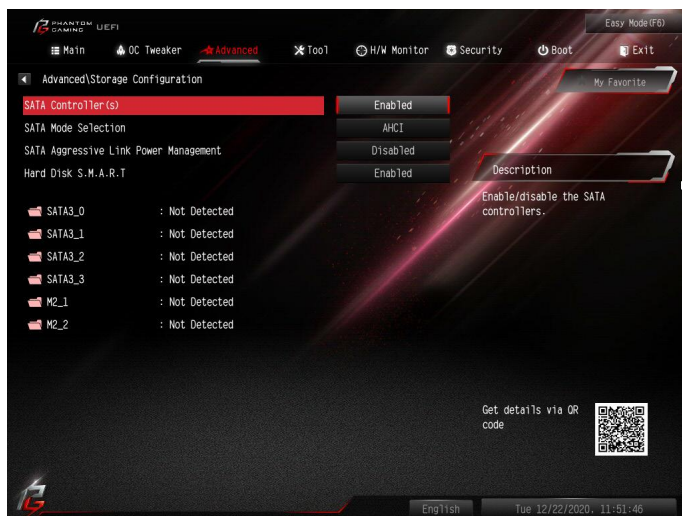 PHANTOM GAMING UEFI
Easy Mode(F6)
Main OC Tweaker Advanced Tool H/W Monitor Security Boot Exit
Advanced\Storage Configuration
My Favorite
SATA Controller(s) Enabled
SATA Mode Selection AHCI
SATA Aggressive Link Power Management Disabled
Hard Disk S.M.A.R.T Enabled
Description
Enable/disable the SATA
controllers.
SATA3_0 : Not Detected
SATA3_1 : Not Detected
SATA3_2 : Not Detected
SATA3_3 : Not Detected
M2_1 : Not Detected
M2_2 : Not Detected
Get details via QR
code
English
Tue 12/22/2020, 11:51:46